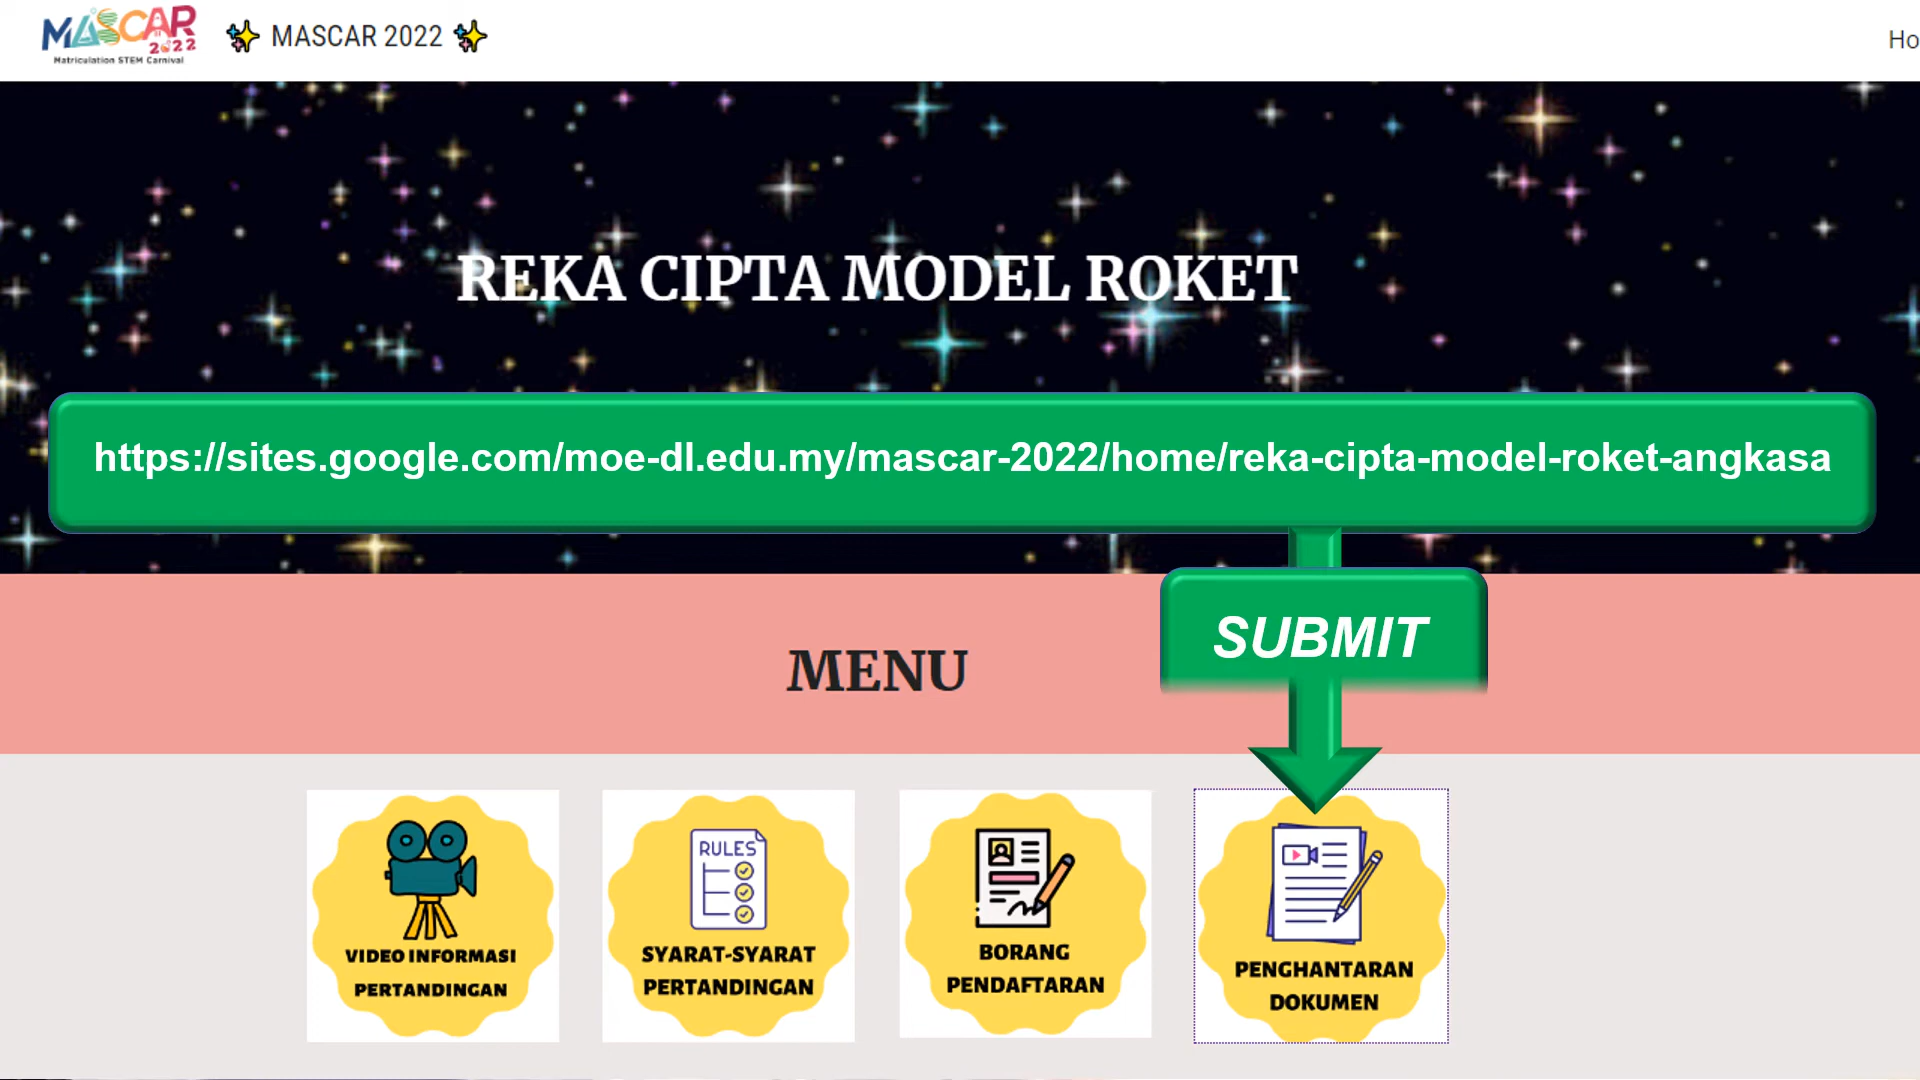 MASCAR
2022
Matriculation STEM Carnival
MASCAR 2022
Ho
REKA CIPTA MODEL ROKET
https://sites.google.com/moe-dl.edu.my/mascar-2022/home/reka-cipta-model-roket-angkasa
SUBMIT
MENU
RULES
VIDEO INFORMASI
PERTANDINGAN
SYARAT-SYARAT
PERTANDINGAN
BORANG
PENDAFTARAN
PENGHANTARAN
DOKUMEN